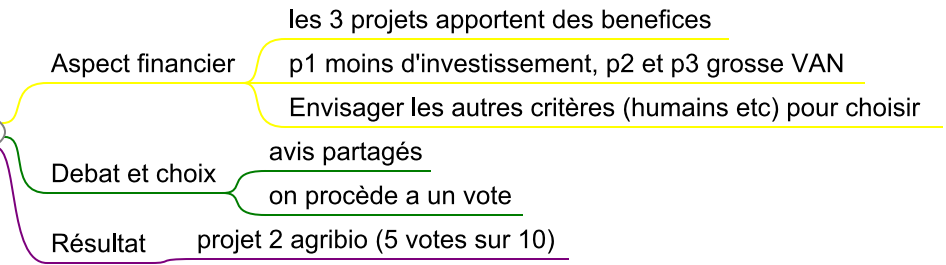 les 3 projets apportent des benefices
Aspect financier
p1 moins d'investissement, p2 et p3 grosse VAN
Envisager les autres critères (humains etc) pour choisir
avis partagés
Debat et choix
on procède a un vote
Résultat
projet 2 agribio (5 votes sur 10)